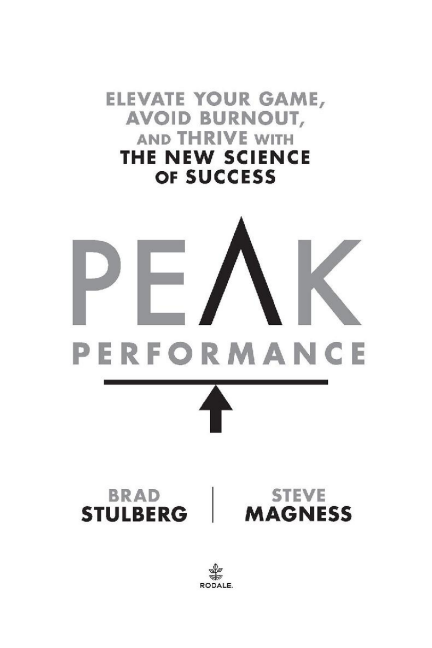 ELEVATE YOUR GAME,
AVOID BURNOUT,
AND THRIVE WITH
THE NEW SCIENCE
OF SUCCESS
PEAK
PERFORMANCE
BRAD STULBERG
STEVE MAGNESS
RODALE.